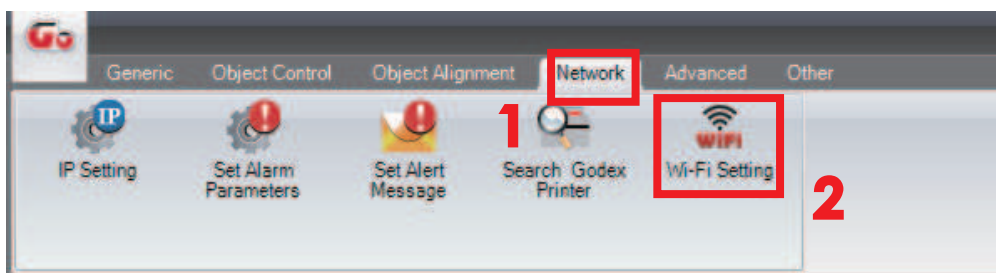 Go
Generic Object Control Object Alignment Network Advanced Other
1
IP
WiFi
IP Setting Set Alarm Parameters Set Alert Message Search Godex Printer Wi-Fi Setting
2